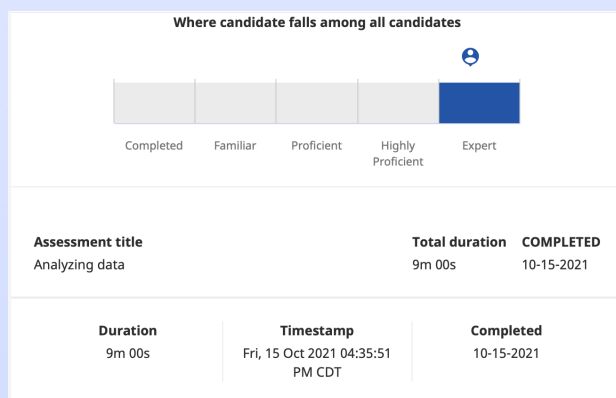 Where candidate falls among all candidates
Completed Familiar Proficient Highly Proficient Expert
Assessment title Total duration COMPLETED
Analyzing data 9m 00s 10-15-2021
Duration Timestamp Completed
9m 00s Fri, 15 Oct 2021 04:35:51 PM CDT 10-15-2021